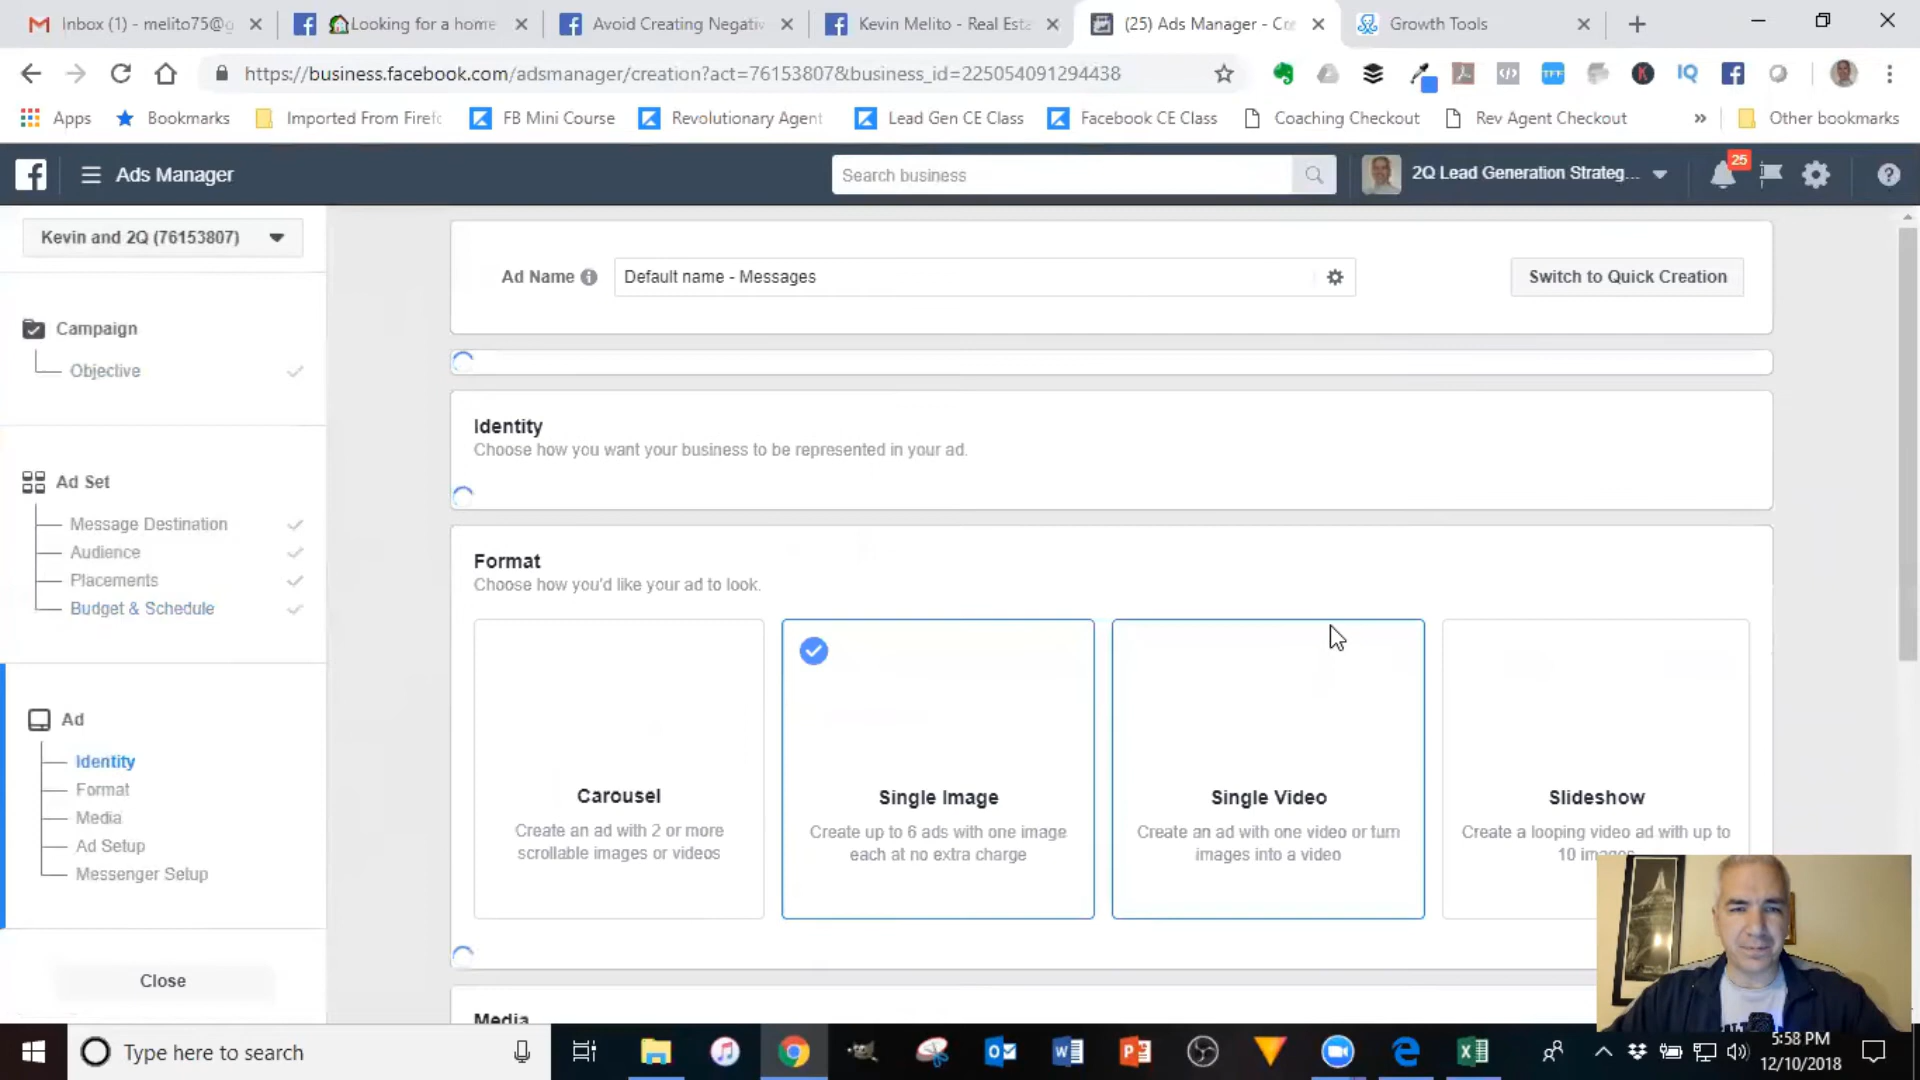 Inbox (1) - melito75@g
Looking for a home
Avoid Creating Negativ
Kevin Melito - Real Esta
(25) Ads Manager - Cr
Growth Tools
https://business.facebook.com/adsmanager/creation?act=76153807&business_id=225054091294438
TFF
IQ
Apps
Bookmarks
Imported From Firefo
FB Mini Course
Revolutionary Agent
Lead Gen CE Class
Facebook CE Class
Coaching Checkout
Rev Agent Checkout
»
Other bookmarks
Ads Manager
Search business
2Q Lead Generation Strateg...
25
Kevin and 2Q (76153807)
Ad Name
Default name - Messages
Switch to Quick Creation
Campaign
Objective
Identity
Choose how you want your business to be represented in your ad.
Ad Set
Message Destination
Audience
Placements
Budget & Schedule
Format
Choose how you'd like your ad to look.
Ad
Identity
Format
Media
Ad Setup
Messenger Setup
Carousel
Create an ad with 2 or more
scrollable images or videos
Single Image
Create up to 6 ads with one image
each at no extra charge
Single Video
Create an ad with one video or turn
images into a video
Slideshow
Create a looping video ad with up to
10 images
Close
Media
Type here to search
5:58 PM
12/10/2018